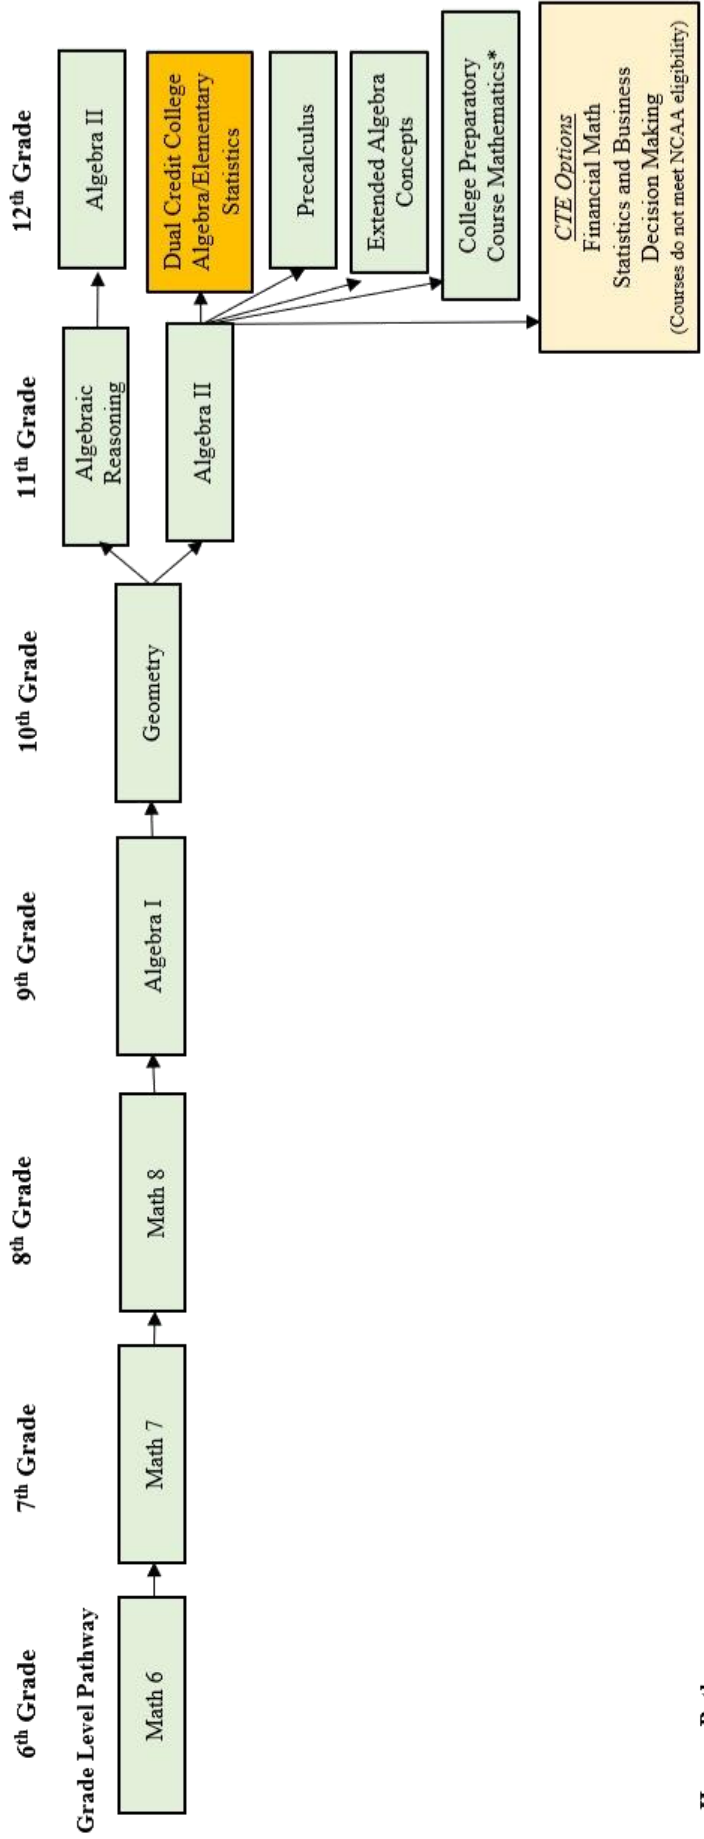 6th Grade
7th Grade
8th Grade
9th Grade
10th Grade
11th Grade
12th Grade
Grade Level Pathway
Math 6
Math 7
Math 8
Algebra I
Geometry
Algebraic
Reasoning
Algebra II
Algebra II
Dual Credit College
Algebra/Elementary
Statistics
Precalculus
Extended Algebra
Concepts
College Preparatory
Course Mathematics*
CTE Options
Financial Math
Statistics and Business
Decision Making
(Courses do not meet NCAA eligibility)